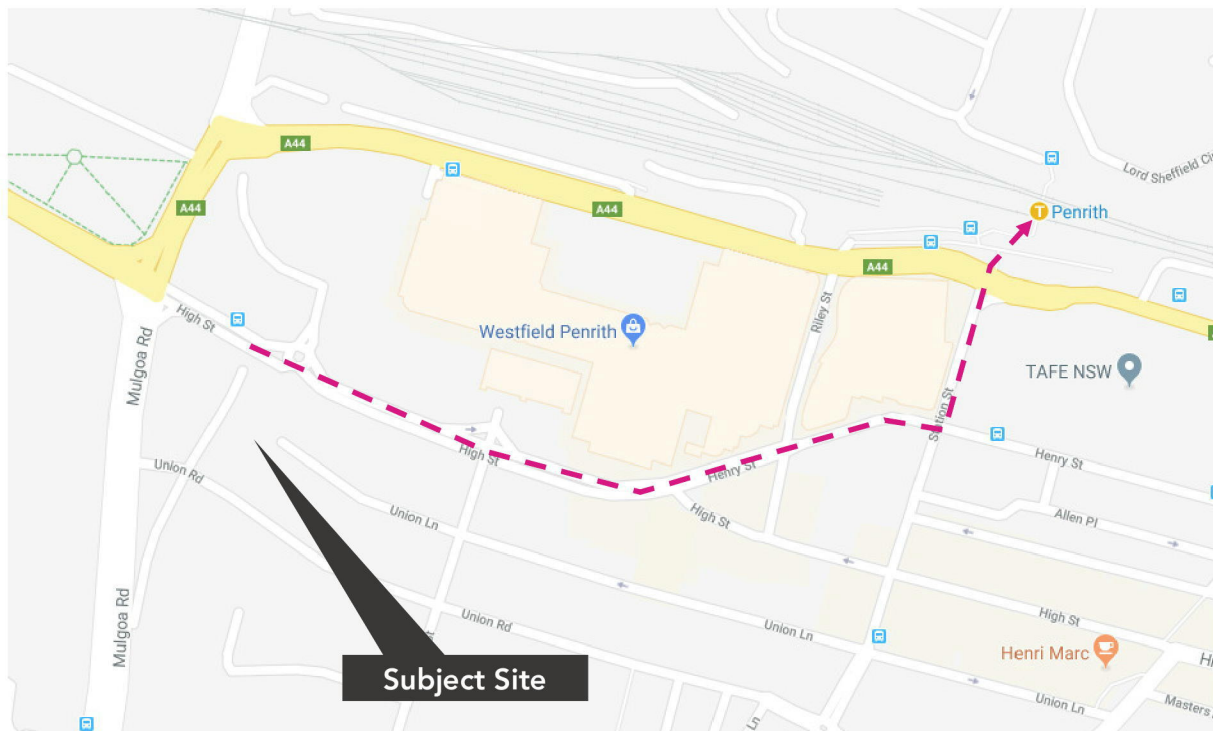 A44
A44
Lord Sheffield Ci
A44
Penrith
A44
High St
Riley St
Westfield Penrith
Mulgoa Rd
TAFE NSW
Station St
High St
Henry St
Henry St
Union Rd
High St
Union Ln
Allen Pl
Mulgoa Rd
Union Rd
Union Ln
High St
Henri Marc
Hi
Subject Site
Union Ln
Masters
Ln